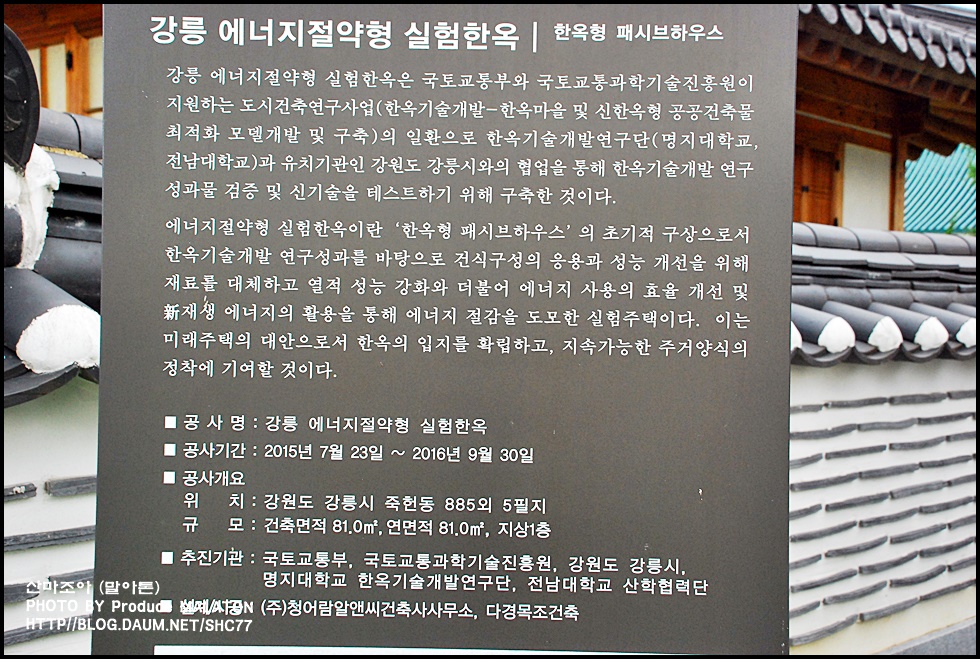 강릉 에너지절약형 실험한옥 | 한옥형 패시브하우스
강릉 에너지절약형 실험한옥은 국토교통부와 국토교통과학기술진흥원이
지원하는 도시건축연구사업(한옥기술개발-한옥마을 및 신한옥형 공공건축물
최적화 모델개발 및 구축)의 일환으로 한옥기술개발연구단(명지대학교,
전남대학교)과 유치기관인 강원도 강릉시와의 협업을 통해 한옥기술개발 연구
성과물 검증 및 신기술을 테스트하기 위해 구축한 것이다.
에너지절약형 실험한옥이란 '한옥형 패시브하우스' 의 초기적 구상으로서
한옥기술개발 연구성과를 바탕으로 건식구성의 응용과 성능 개선을 위해
재료를 대체하고 열적 성능 강화와 더불어 에너지 사용의 효율 개선 및
新재생 에너지의 활용을 통해 에너지 절감을 도모한 실험주택이다. 이는
미래주택의 대안으로서 한옥의 입지를 확립하고, 지속가능한 주거양식의
정착에 기여할 것이다.
■ 공 사 명 : 강릉 에너지절약형 실험한옥
■ 공사기간 : 2015년 7월 23일 ~ 2016년 9월 30일
■ 공사개요
위 치 : 강원도 강릉시 죽헌동 885외 5필지
규 모 : 건축면적 81.0㎡, 연면적 81.0㎡, 지상1층
■ 추진기관 : 국토교통부, 국토교통과학기술진흥원, 강원도 강릉시,
명지대학교 한옥기술개발연구단, 전남대학교 산학협력단
■ 설계/시공 (주)청어람알앤씨건축사사무소, 다경목조건축
산마조아 (말아톤)
PHOTO BY Product
HTTP//BLOG.DAUM.NET/SHC77